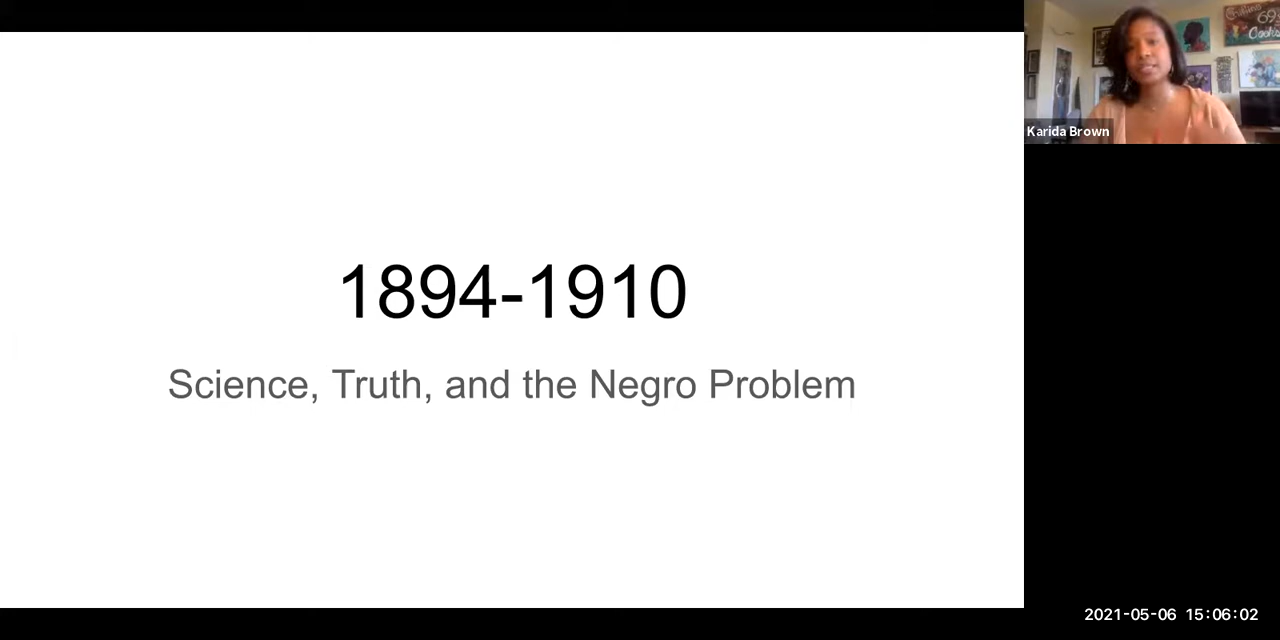 1894-1910
Science, Truth, and the Negro Problem
Karida Brown
2021-05-06 15:06:02